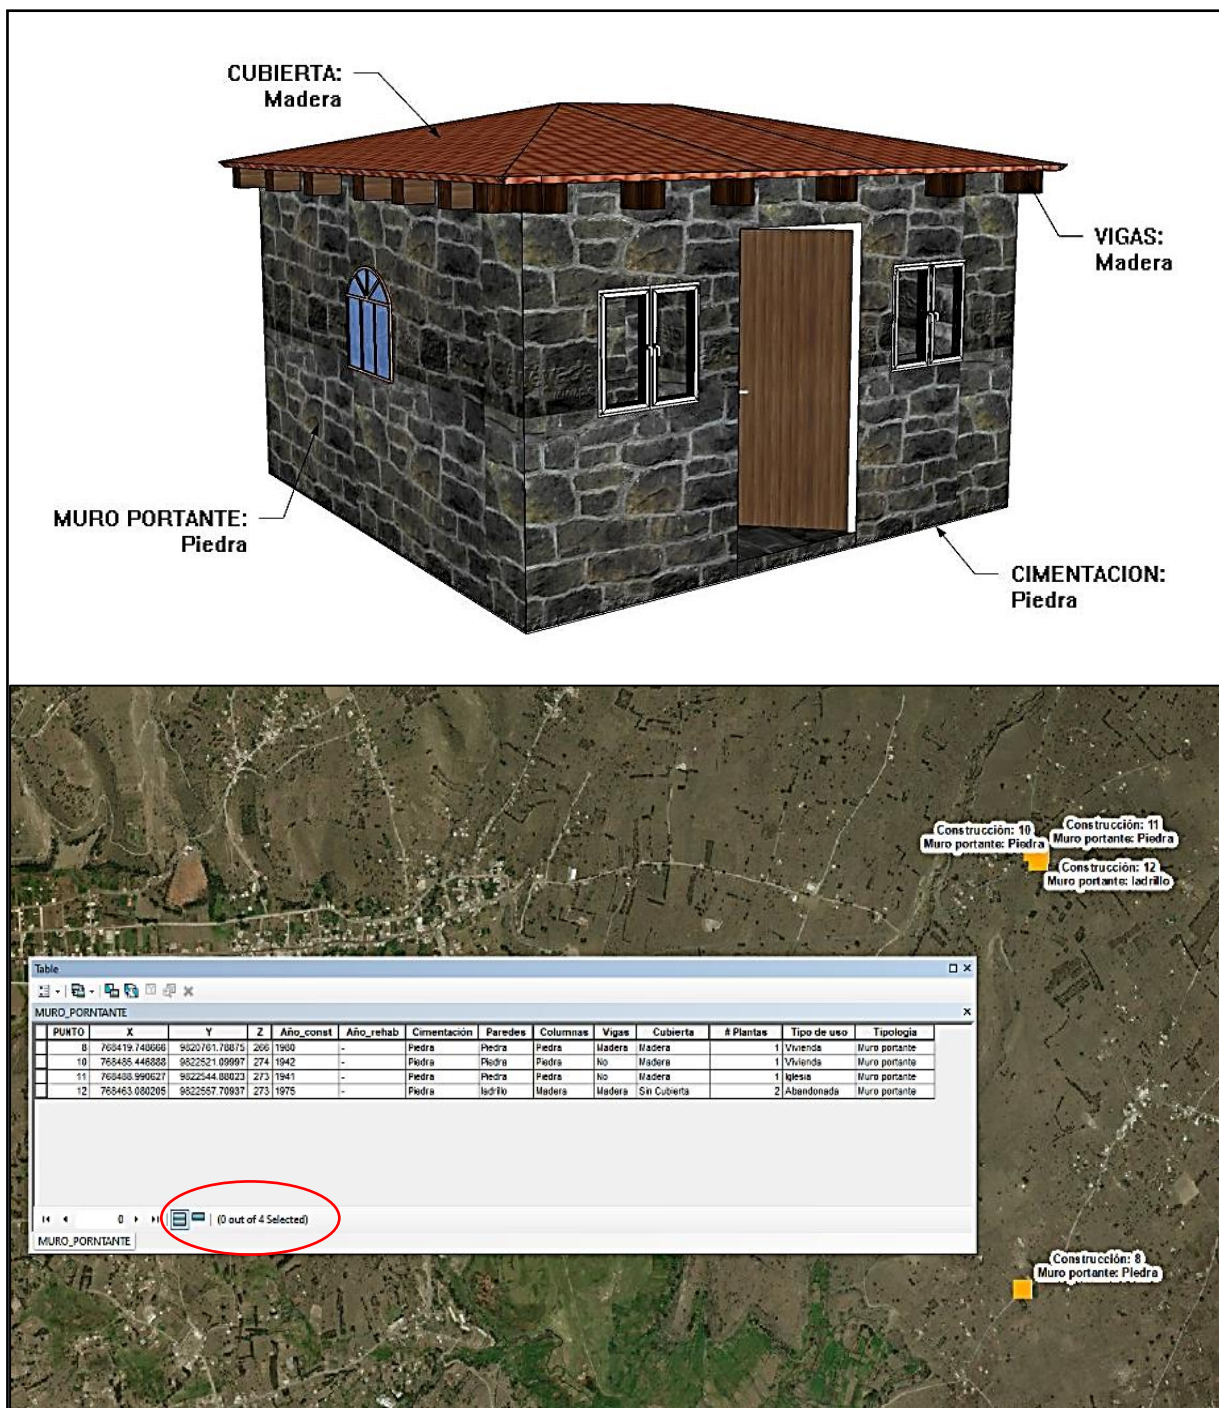 CUBIERTA:
Madera
VIGAS:
Madera
MURO PORTANTE:
Piedra
CIMENTACION:
Piedra
Construcción: 10
Muro portante: Piedra
Construcción: 11
Muro portante: Piedra
Construcción: 12
Muro portante: ladrillo
Table
MURO_PORNTANTE
PUNTO X Y Z Año_const Año_rehab Cimentación Paredes Columnas Vigas Cubierta # Plantas Tipo de uso Tipologia
8 768419.748666 9820761.78875 266 1980 - Piedra Piedra Piedra Madera Madera 1 Vivienda Muro portante
10 768485.446888 9822521.09997 274 1942 - Piedra Piedra Piedra No Madera 1 Vivienda Muro portante
11 768488.990627 9822544.88023 273 1941 - Piedra Piedra Piedra No Madera 1 Iglesia Muro portante
12 768463.080205 9822557.70937 273 1975 - Piedra ladrillo Madera Madera Sin Cubierta 2 Abandonada Muro portante
0 (0 out of 4 Selected)
MURO_PORNTANTE
Construcción: 8
Muro portante: Piedra